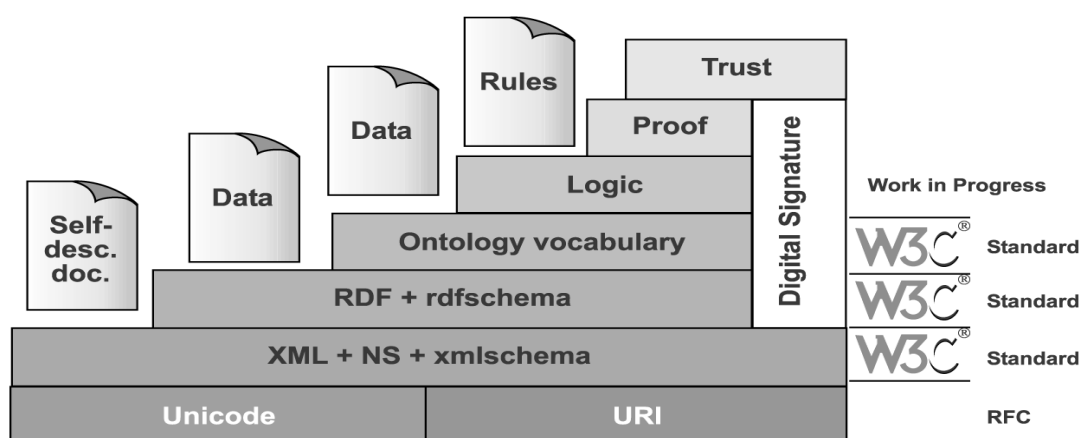 Trust
Rules
Proof
Data
Logic
Work in Progress
Data
Digital Signature
Self-
desc.
doc.
Ontology vocabulary
W3C® Standard
RDF + rdfschema
W3C® Standard
XML + NS + xmlschema
W3C® Standard
Unicode
URI
RFC